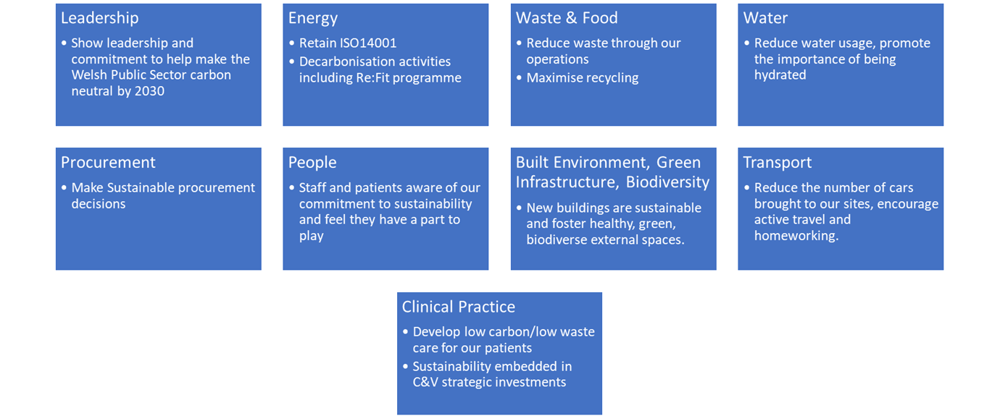 Leadership
• Show leadership and
commitment to help make the
Welsh Public Sector carbon
neutral by 2030
Energy
• Retain ISO14001
• Decarbonisation activities
including Re:Fit programme
Waste & Food
• Reduce waste through our
operations
• Maximise recycling
Water
• Reduce water usage, promote
the importance of being
hydrated
Procurement
• Make Sustainable procurement
decisions
People
• Staff and patients aware of our
commitment to sustainability
and feel they have a part to
play
Built Environment, Green
Infrastructure, Biodiversity
• New buildings are sustainable
and foster healthy, green,
biodiverse external spaces.
Transport
• Reduce the number of cars
brought to our sites, encourage
active travel and
homeworking.
Clinical Practice
• Develop low carbon/low waste
care for our patients
• Sustainability embedded in
C&V strategic investments